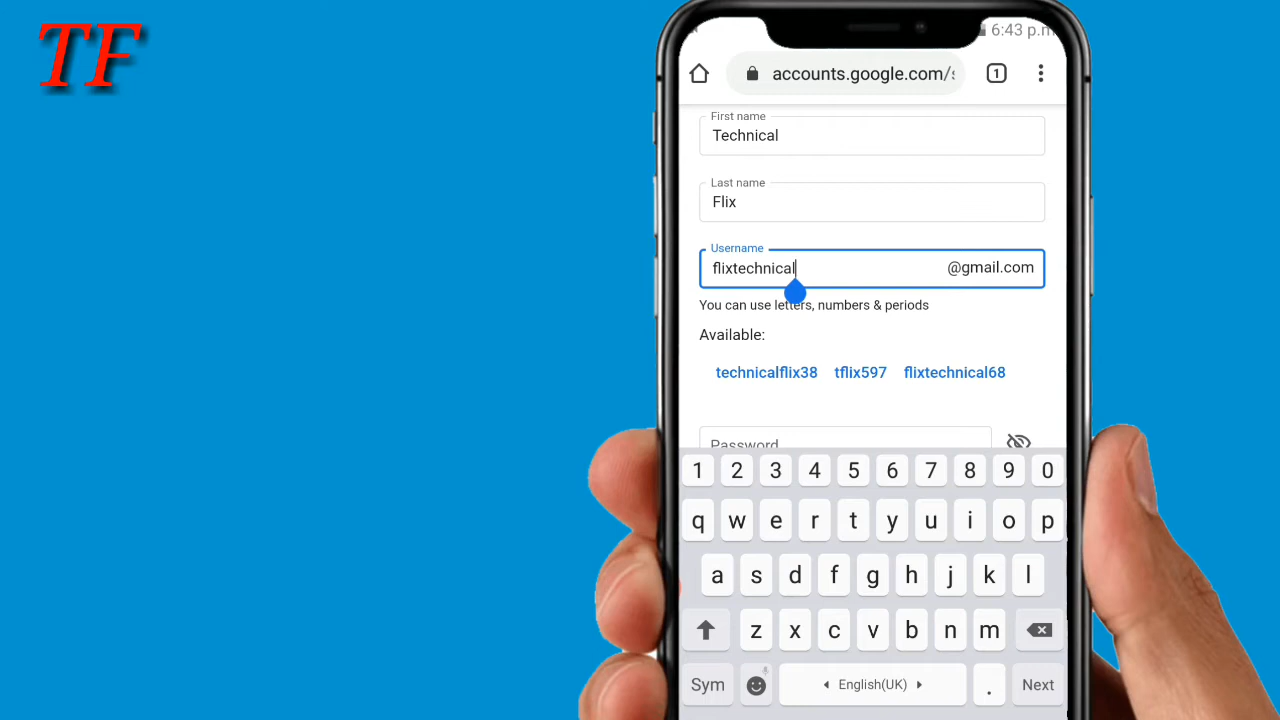 TF
6:43 p.m
accounts.google.com/s
1
First name
Technical
Last name
Flix
Username
flixtechnical @gmail.com
You can use letters, numbers & periods
Available:
technicalflix38 tflix597 flixtechnical68
Password
1 2 3 4 5 6 7 8 9 0
q w e r t y u i o p
a s d f g h j k l
z x c v b n m
Sym English(UK) . Next